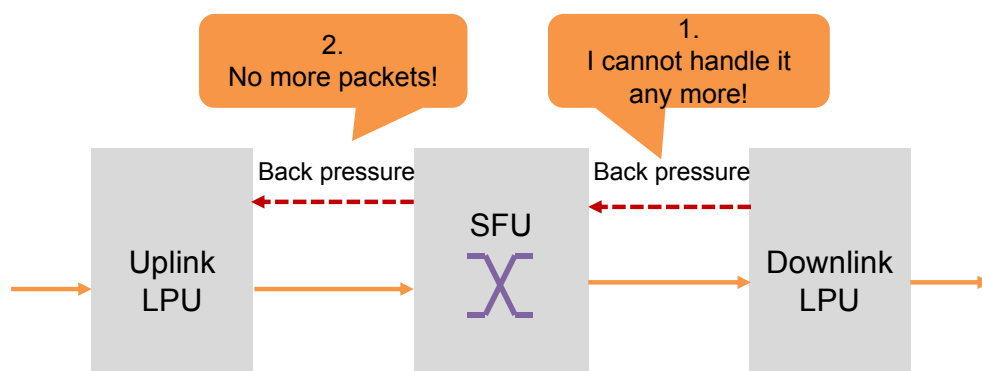 2.
No more packets!
1.
I cannot handle it
any more!
Back pressure
Back pressure
Uplink
LPU
SFU
Downlink
LPU